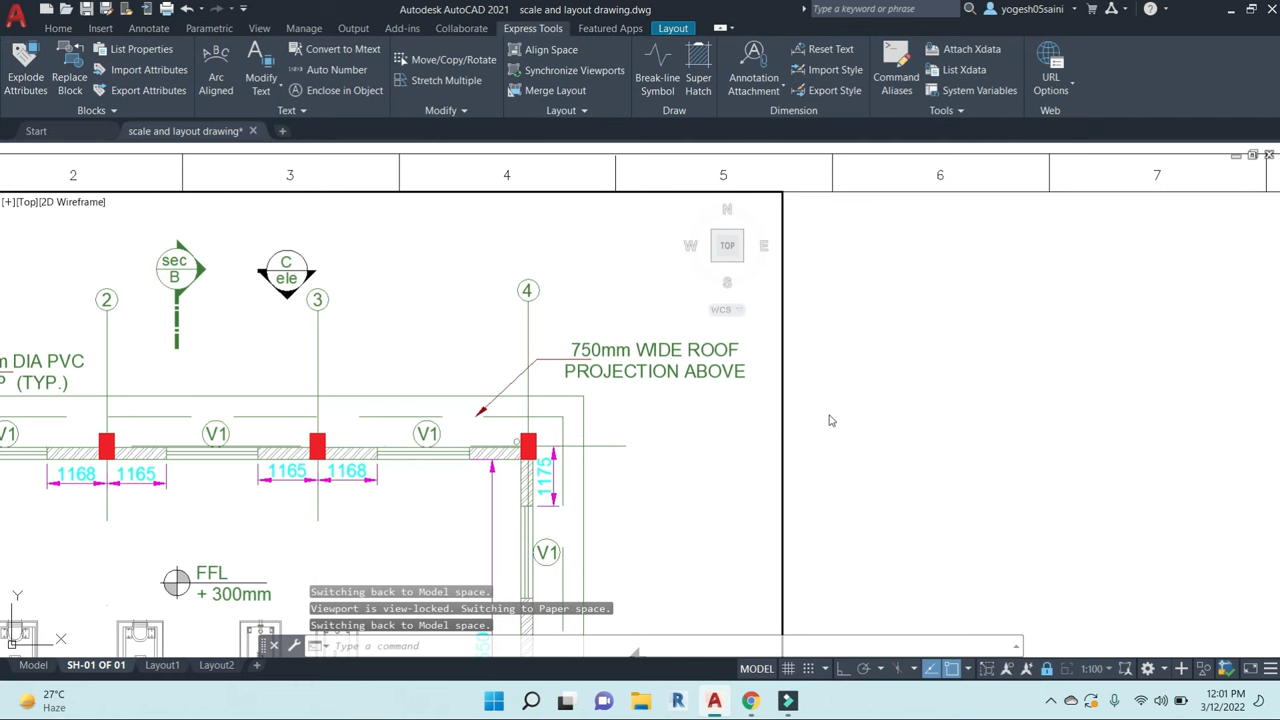 Autodesk AutoCAD 2021 scale and layout drawing.dwg
Type a keyword or phrase
yogesh05saini
Home Insert Annotate Parametric View Manage Output Add-ins Collaborate Express Tools Featured Apps Layout
Explode Attributes
Replace Block
List Properties
Import Attributes
Export Attributes
Blocks
Arc Aligned
Modify Text
Convert to Mtext
Auto Number
Enclose in Object
Text
Move/Copy/Rotate
Stretch Multiple
Modify
Align Space
Synchronize Viewports
Merge Layout
Layout
Break-line Symbol
Super Hatch
Draw
Annotation Attachment
Reset Text
Import Style
Export Style
Dimension
Command Aliases
Attach Xdata
List Xdata
System Variables
Tools
URL Options
Web
Start
scale and layout drawing*
2 3 4 5 6 7
[+][Top][2D Wireframe]
N
W TOP E
S
WCS
sec
B
C
ele
2
3
4
m DIA PVC
P (TYP.)
750mm WIDE ROOF
PROJECTION ABOVE
V1
V1
V1
1168
1165
1165
1168
1175
V1
FFL
+ 300mm
Switching back to Model space.
Viewport is view-locked. Switching to Paper space.
Switching back to Model space.
Y
X
Type a command
Model SH-01 OF 01 Layout1 Layout2
MODEL
1:100
27°C
Haze
12:01 PM
3/12/2022